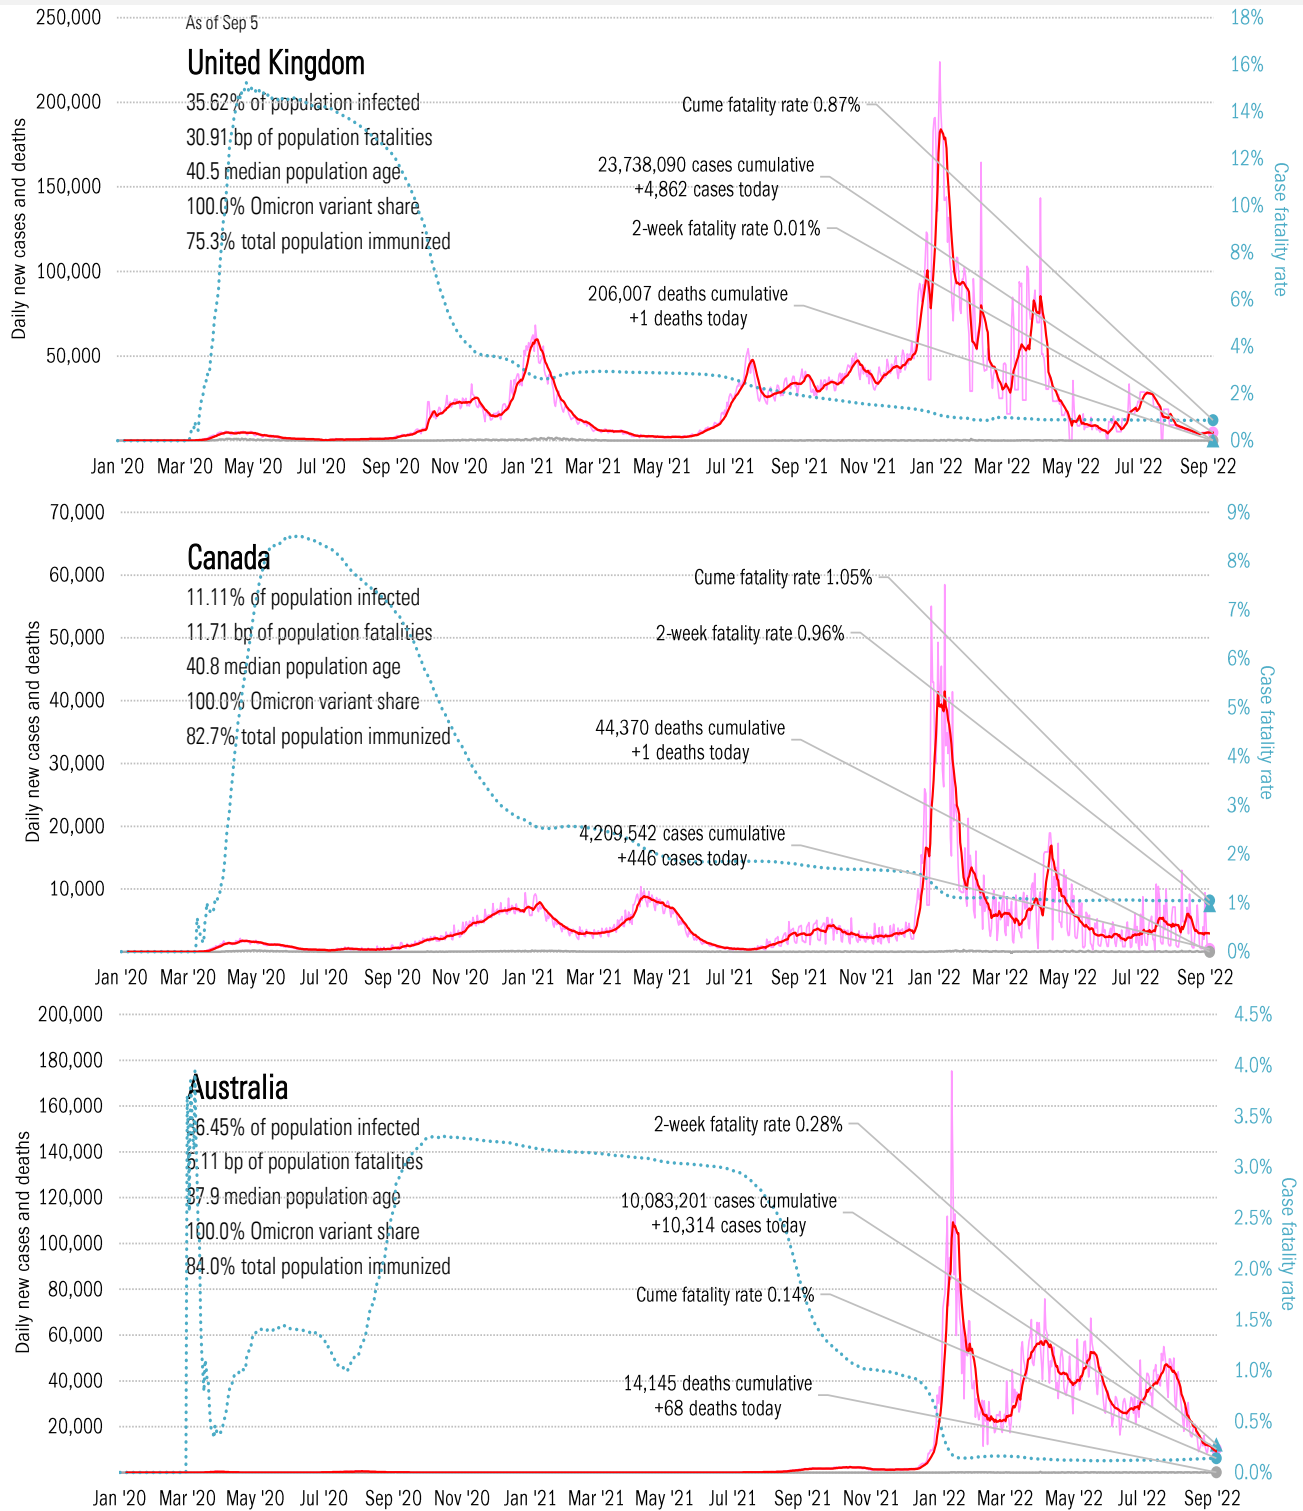 250,000
As of Sep 5
18%
United Kingdom
35.62% of population infected
30.91 bp of population fatalities
40.5 median population age
100.0% Omicron variant share
75.3% total population immunized
16%
200,000
14%
Cume fatality rate 0.87%
12%
23,738,090 cases cumulative
+4,862 cases today
150,000
10%
2-week fatality rate 0.01%
8%
100,000
206,007 deaths cumulative
+1 deaths today
6%
50,000
4%
2%
0%
Daily new cases and deaths
Case fatality rate
Jan '20 Mar '20 May '20 Jul '20 Sep '20 Nov '20 Jan '21 Mar '21 May '21 Jul '21 Sep '21 Nov '21 Jan '22 Mar '22 May '22 Jul '22 Sep '22
70,000
9%
Canada
11.11% of population infected
11.71 bp of population fatalities
40.8 median population age
100.0% Omicron variant share
82.7% total population immunized
8%
60,000
Cume fatality rate 1.05%
7%
50,000
2-week fatality rate 0.96%
6%
40,000
5%
44,370 deaths cumulative
+1 deaths today
30,000
4%
3%
20,000
4,209,542 cases cumulative
+446 cases today
2%
10,000
1%
0%
Daily new cases and deaths
Case fatality rate
Jan '20 Mar '20 May '20 Jul '20 Sep '20 Nov '20 Jan '21 Mar '21 May '21 Jul '21 Sep '21 Nov '21 Jan '22 Mar '22 May '22 Jul '22 Sep '22
200,000
4.5%
180,000
4.0%
Australia
36.45% of population infected
5.11 bp of population fatalities
37.9 median population age
100.0% Omicron variant share
84.0% total population immunized
160,000
3.5%
2-week fatality rate 0.28%
140,000
3.0%
120,000
10,083,201 cases cumulative
+10,314 cases today
2.5%
100,000
2.0%
80,000
Cume fatality rate 0.14%
1.5%
60,000
1.0%
40,000
14,145 deaths cumulative
+68 deaths today
0.5%
20,000
0.0%
Daily new cases and deaths
Case fatality rate
Jan '20 Mar '20 May '20 Jul '20 Sep '20 Nov '20 Jan '21 Mar '21 May '21 Jul '21 Sep '21 Nov '21 Jan '22 Mar '22 May '22 Jul '22 Sep '22